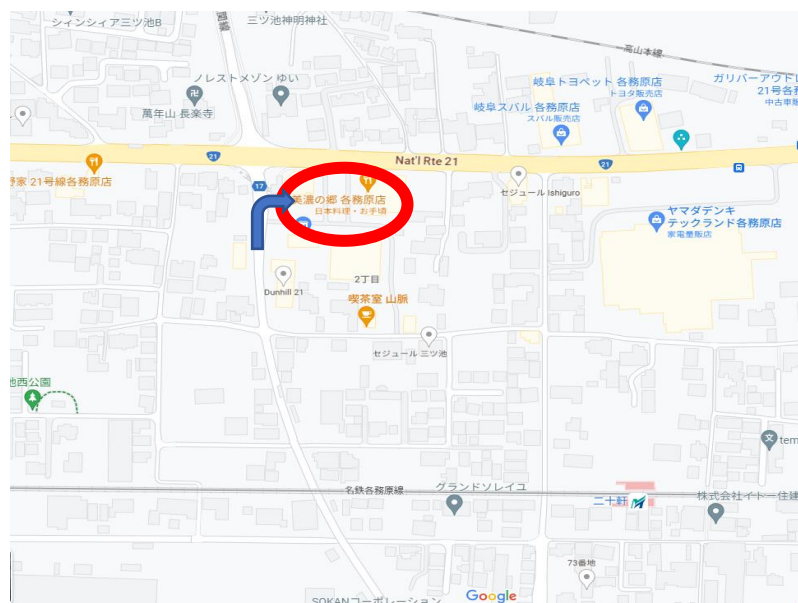 シィンシィア三ツ池B
三ツ池神明神社
高山本線
ノレストメゾン ゆい
卍
萬年山 長楽寺
岐阜トヨペット 各務原店
トヨタ販売店
ガリバーアウトレ
21号各務
中古車販
岐阜スバル 各務原店
スバル販売店
21
Nat'l Rte 21
21
野家 21号線各務原店
17
美濃の郷 各務原店
日本料理・お手頃
セジュール Ishiguro
ヤマダデンキ
テックランド各務原店
家電量販店
2丁目
Dunhill 21
喫茶室 山脈
セジュール 三ツ池
池西公園
文
tem
名鉄各務原線
グランドソレイユ
二十軒
株式会社イトー住建
73番地
SOKANコーポレーション
Google